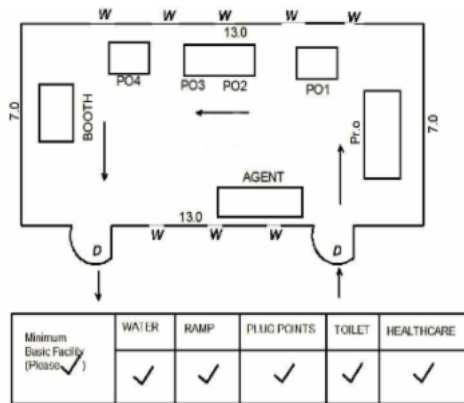 W W W W W
13.0
PO4 PO3 PO2 PO1
7.0 BOOTH Pr.o 7.0
AGENT
13.0
D W W W D
Minimum
Basic Facility
(Please ✓)
WATER RAMP PLUG POINTS TOILET HEALTHCARE
✓ ✓ ✓ ✓ ✓